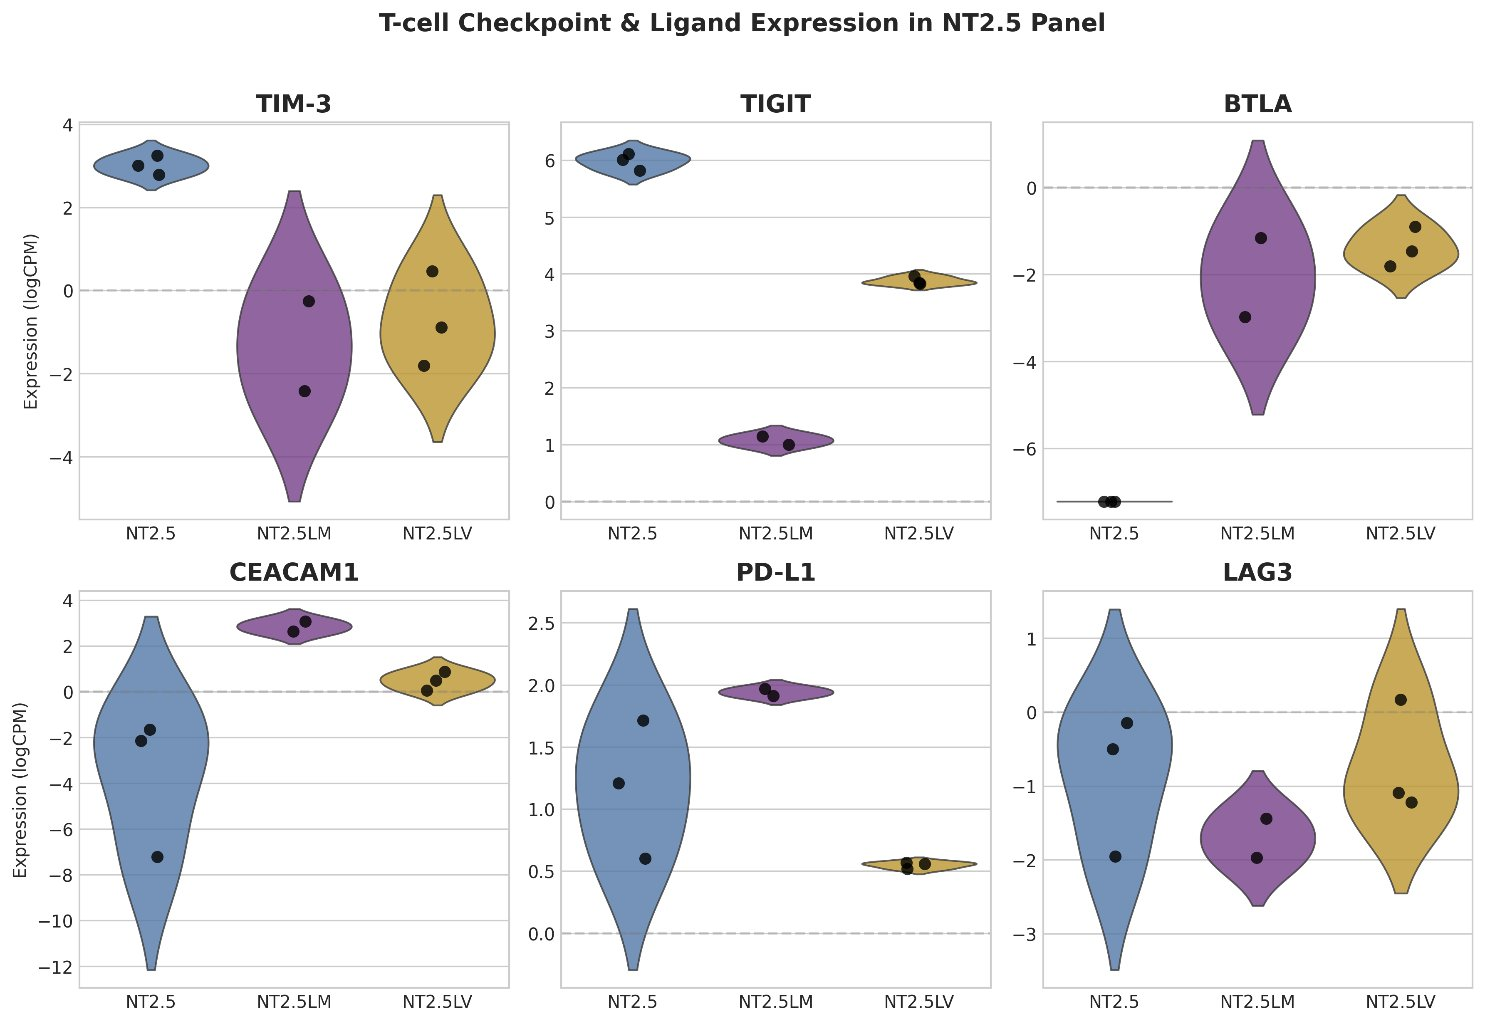 T-cell Checkpoint & Ligand Expression in NT2.5 Panel
TIM-3
TIGIT
BTLA
Expression (logCPM)
4
2
0
−2
−4
NT2.5 NT2.5LM NT2.5LV
6
5
4
3
2
1
0
NT2.5 NT2.5LM NT2.5LV
0
−2
−4
−6
NT2.5 NT2.5LM NT2.5LV
CEACAM1
PD-L1
LAG3
Expression (logCPM)
4
2
0
−2
−4
−6
−8
−10
−12
NT2.5 NT2.5LM NT2.5LV
2.5
2.0
1.5
1.0
0.5
0.0
NT2.5 NT2.5LM NT2.5LV
1
0
−1
−2
−3
NT2.5 NT2.5LM NT2.5LV